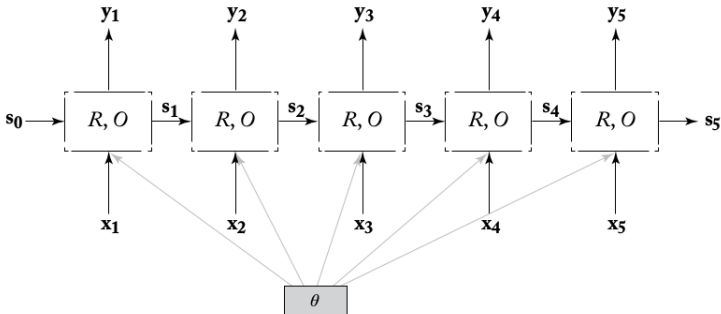 y1 y2 y3 y4 y5
s0 R, O s1 R, O s2 R, O s3 R, O s4 R, O s5
x1 x2 x3 x4 x5
θ